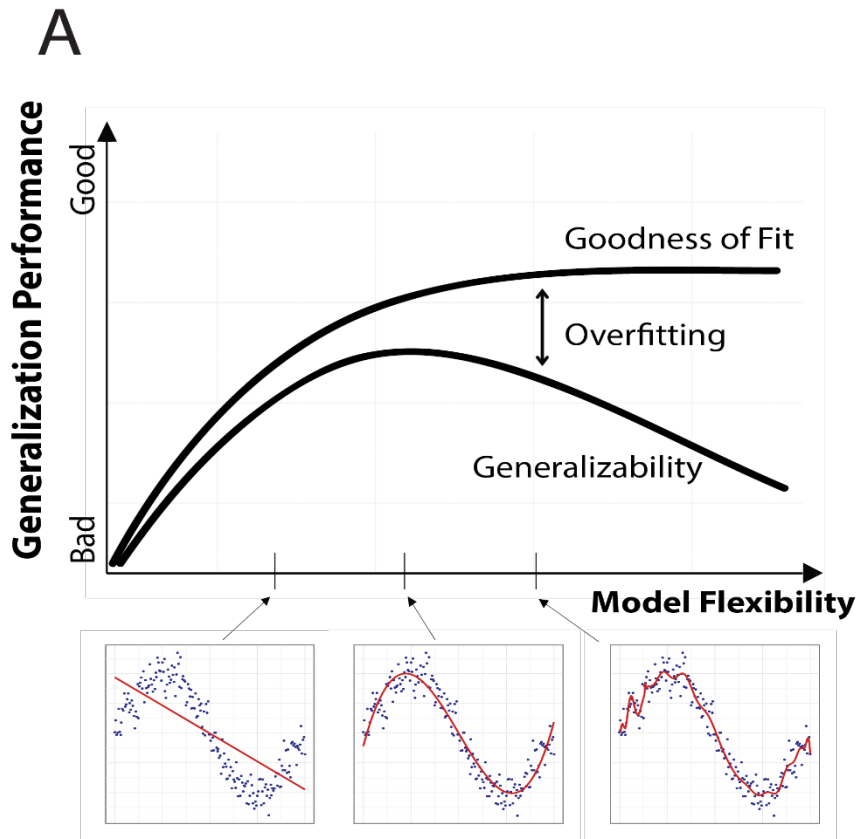 A
Generalization Performance
Good
Bad
Goodness of Fit
Overfitting
Generalizability
Model Flexibility